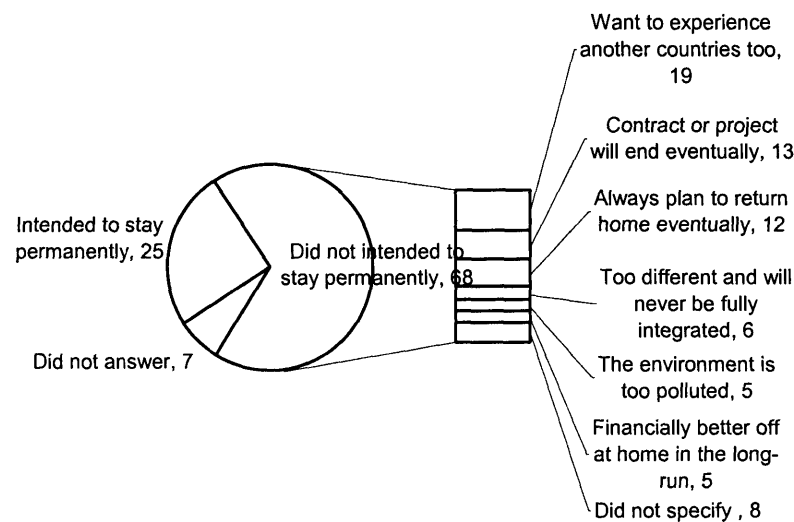 Intended to stay
permanently, 25
Did not answer, 7
Did not intended to
stay permanently, 68
Want to experience
another countries too,
19
Contract or project
will end eventually, 13
Always plan to return
home eventually, 12
Too different and will
never be fully
integrated, 6
The environment is
too polluted, 5
Financially better off
at home in the long-
run, 5
Did not specify , 8